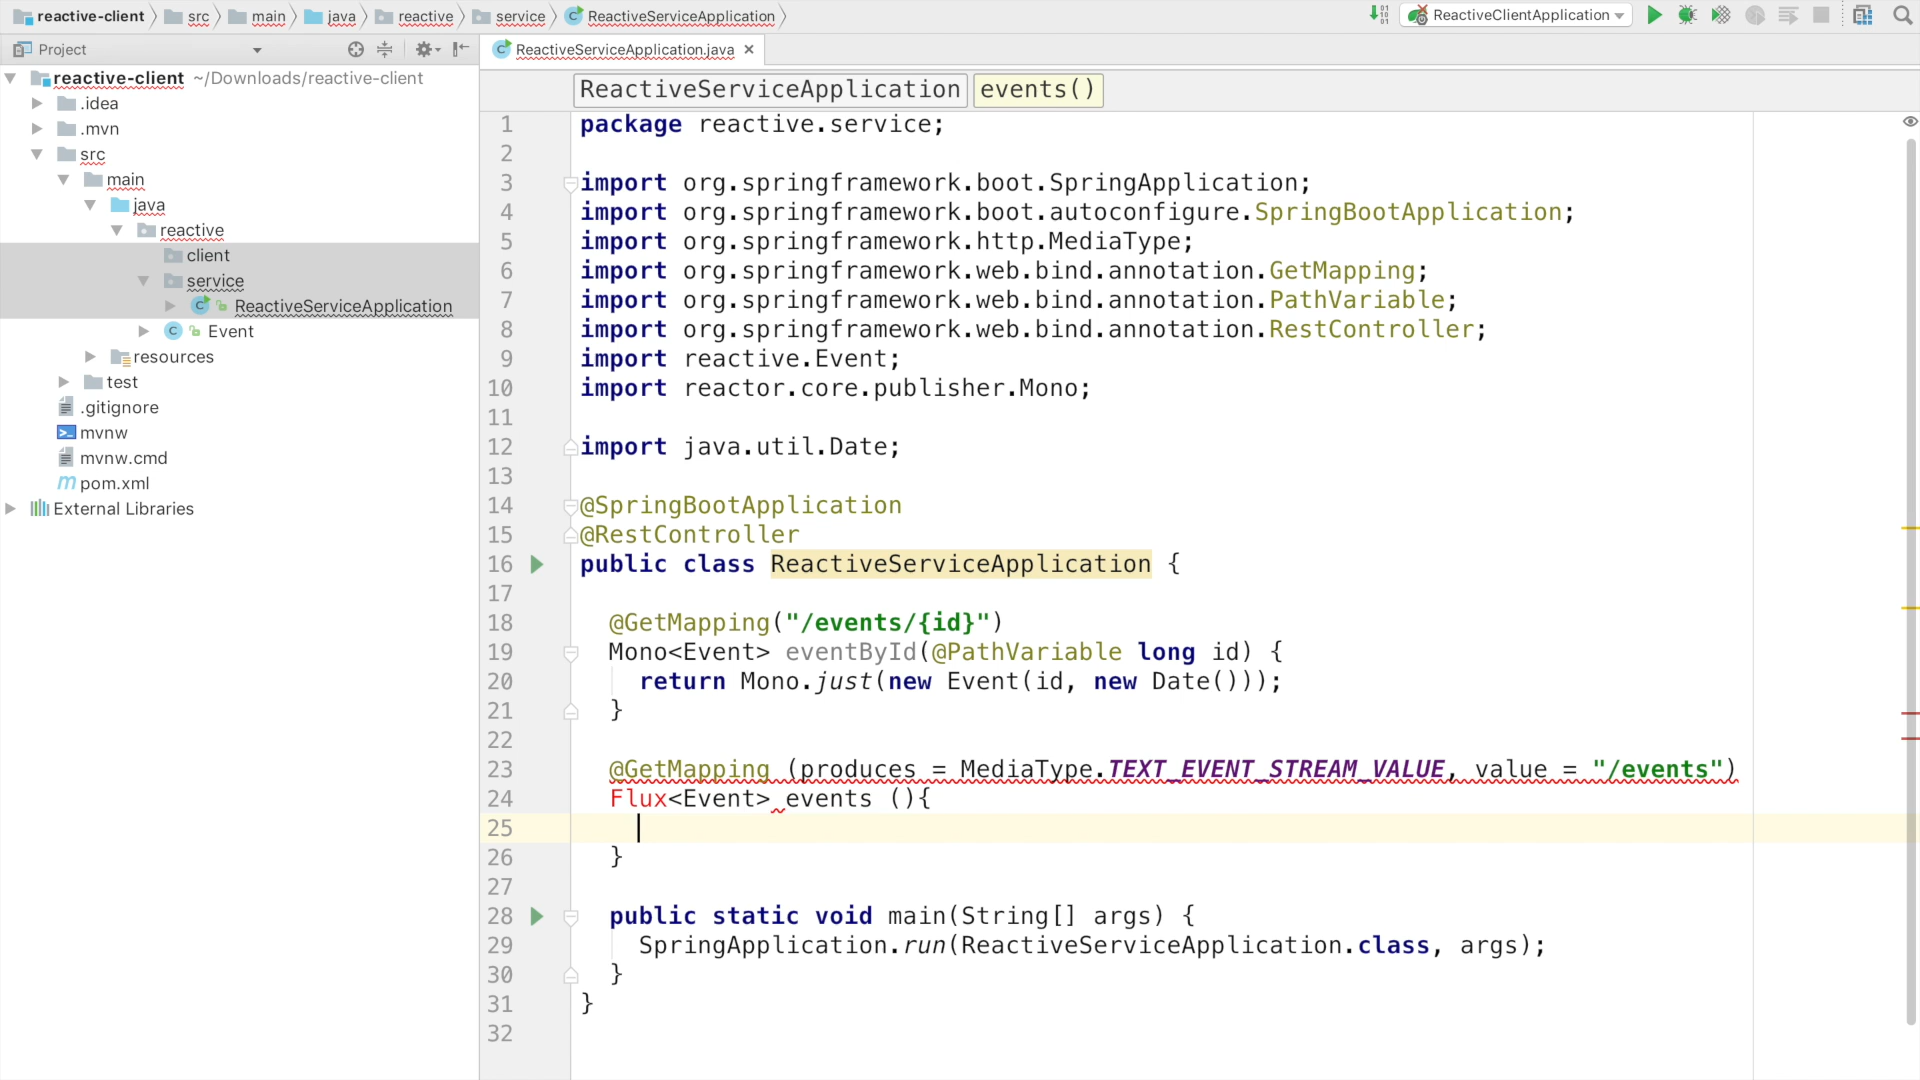 reactive-client src main java reactive service ReactiveServiceApplication ReactiveClientApplication
Project
reactive-client ~/Downloads/reactive-client
.idea
.mvn
src
main
java
reactive
client
service
ReactiveServiceApplication
Event
resources
test
.gitignore
mvnw
mvnw.cmd
pom.xml
External Libraries
ReactiveServiceApplication.java
ReactiveServiceApplication events()
1 package reactive.service;
2
3 import org.springframework.boot.SpringApplication;
4 import org.springframework.boot.autoconfigure.SpringBootApplication;
5 import org.springframework.http.MediaType;
6 import org.springframework.web.bind.annotation.GetMapping;
7 import org.springframework.web.bind.annotation.PathVariable;
8 import org.springframework.web.bind.annotation.RestController;
9 import reactive.Event;
10 import reactor.core.publisher.Mono;
11
12 import java.util.Date;
13
14 @SpringBootApplication
15 @RestController
16 public class ReactiveServiceApplication {
17
18 @GetMapping("/events/{id}")
19 Mono<Event> eventById(@PathVariable long id) {
20 return Mono.just(new Event(id, new Date()));
21 }
22
23 @GetMapping (produces = MediaType.TEXT_EVENT_STREAM_VALUE, value = "/events")
24 Flux<Event> events (){
25
26 }
27
28 public static void main(String[] args) {
29 SpringApplication.run(ReactiveServiceApplication.class, args);
30 }
31 }
32